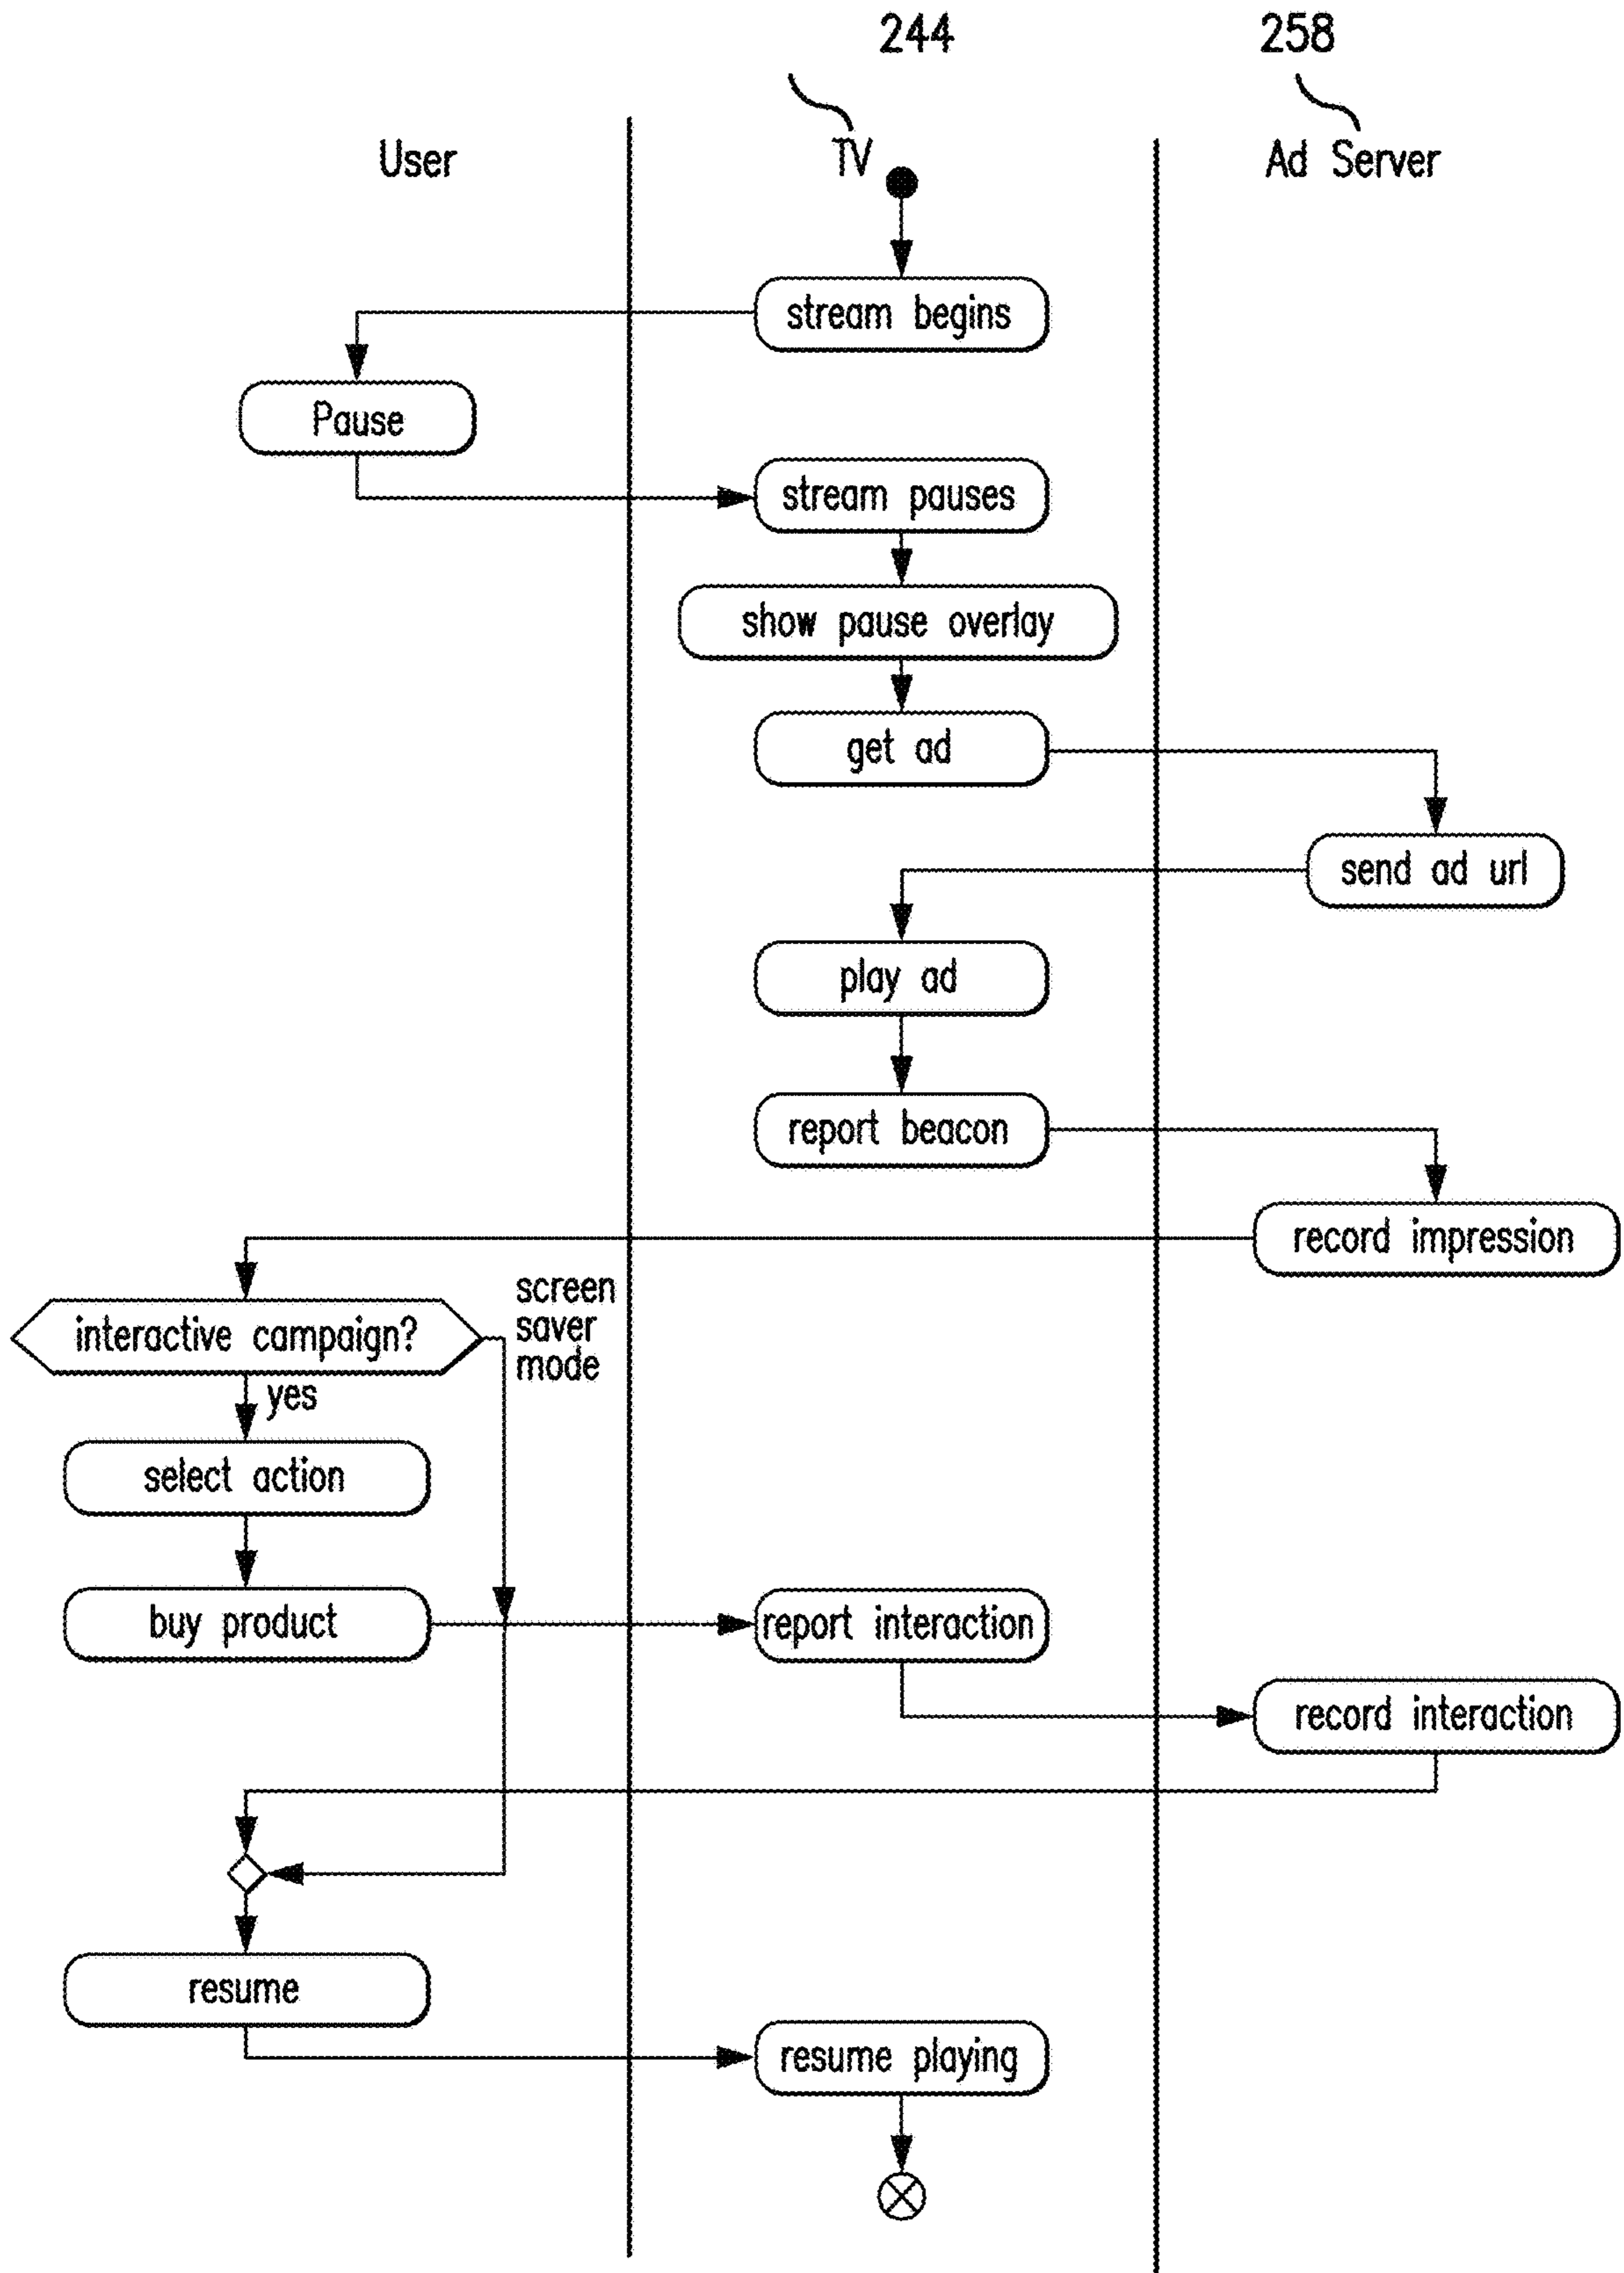 244
258
User
TV
Ad Server
stream begins
Pause
stream pauses
show pause overlay
get ad
send ad url
play ad
report beacon
record impression
interactive campaign?
screen
saver
mode
yes
select action
buy product
report interaction
record interaction
resume
resume playing